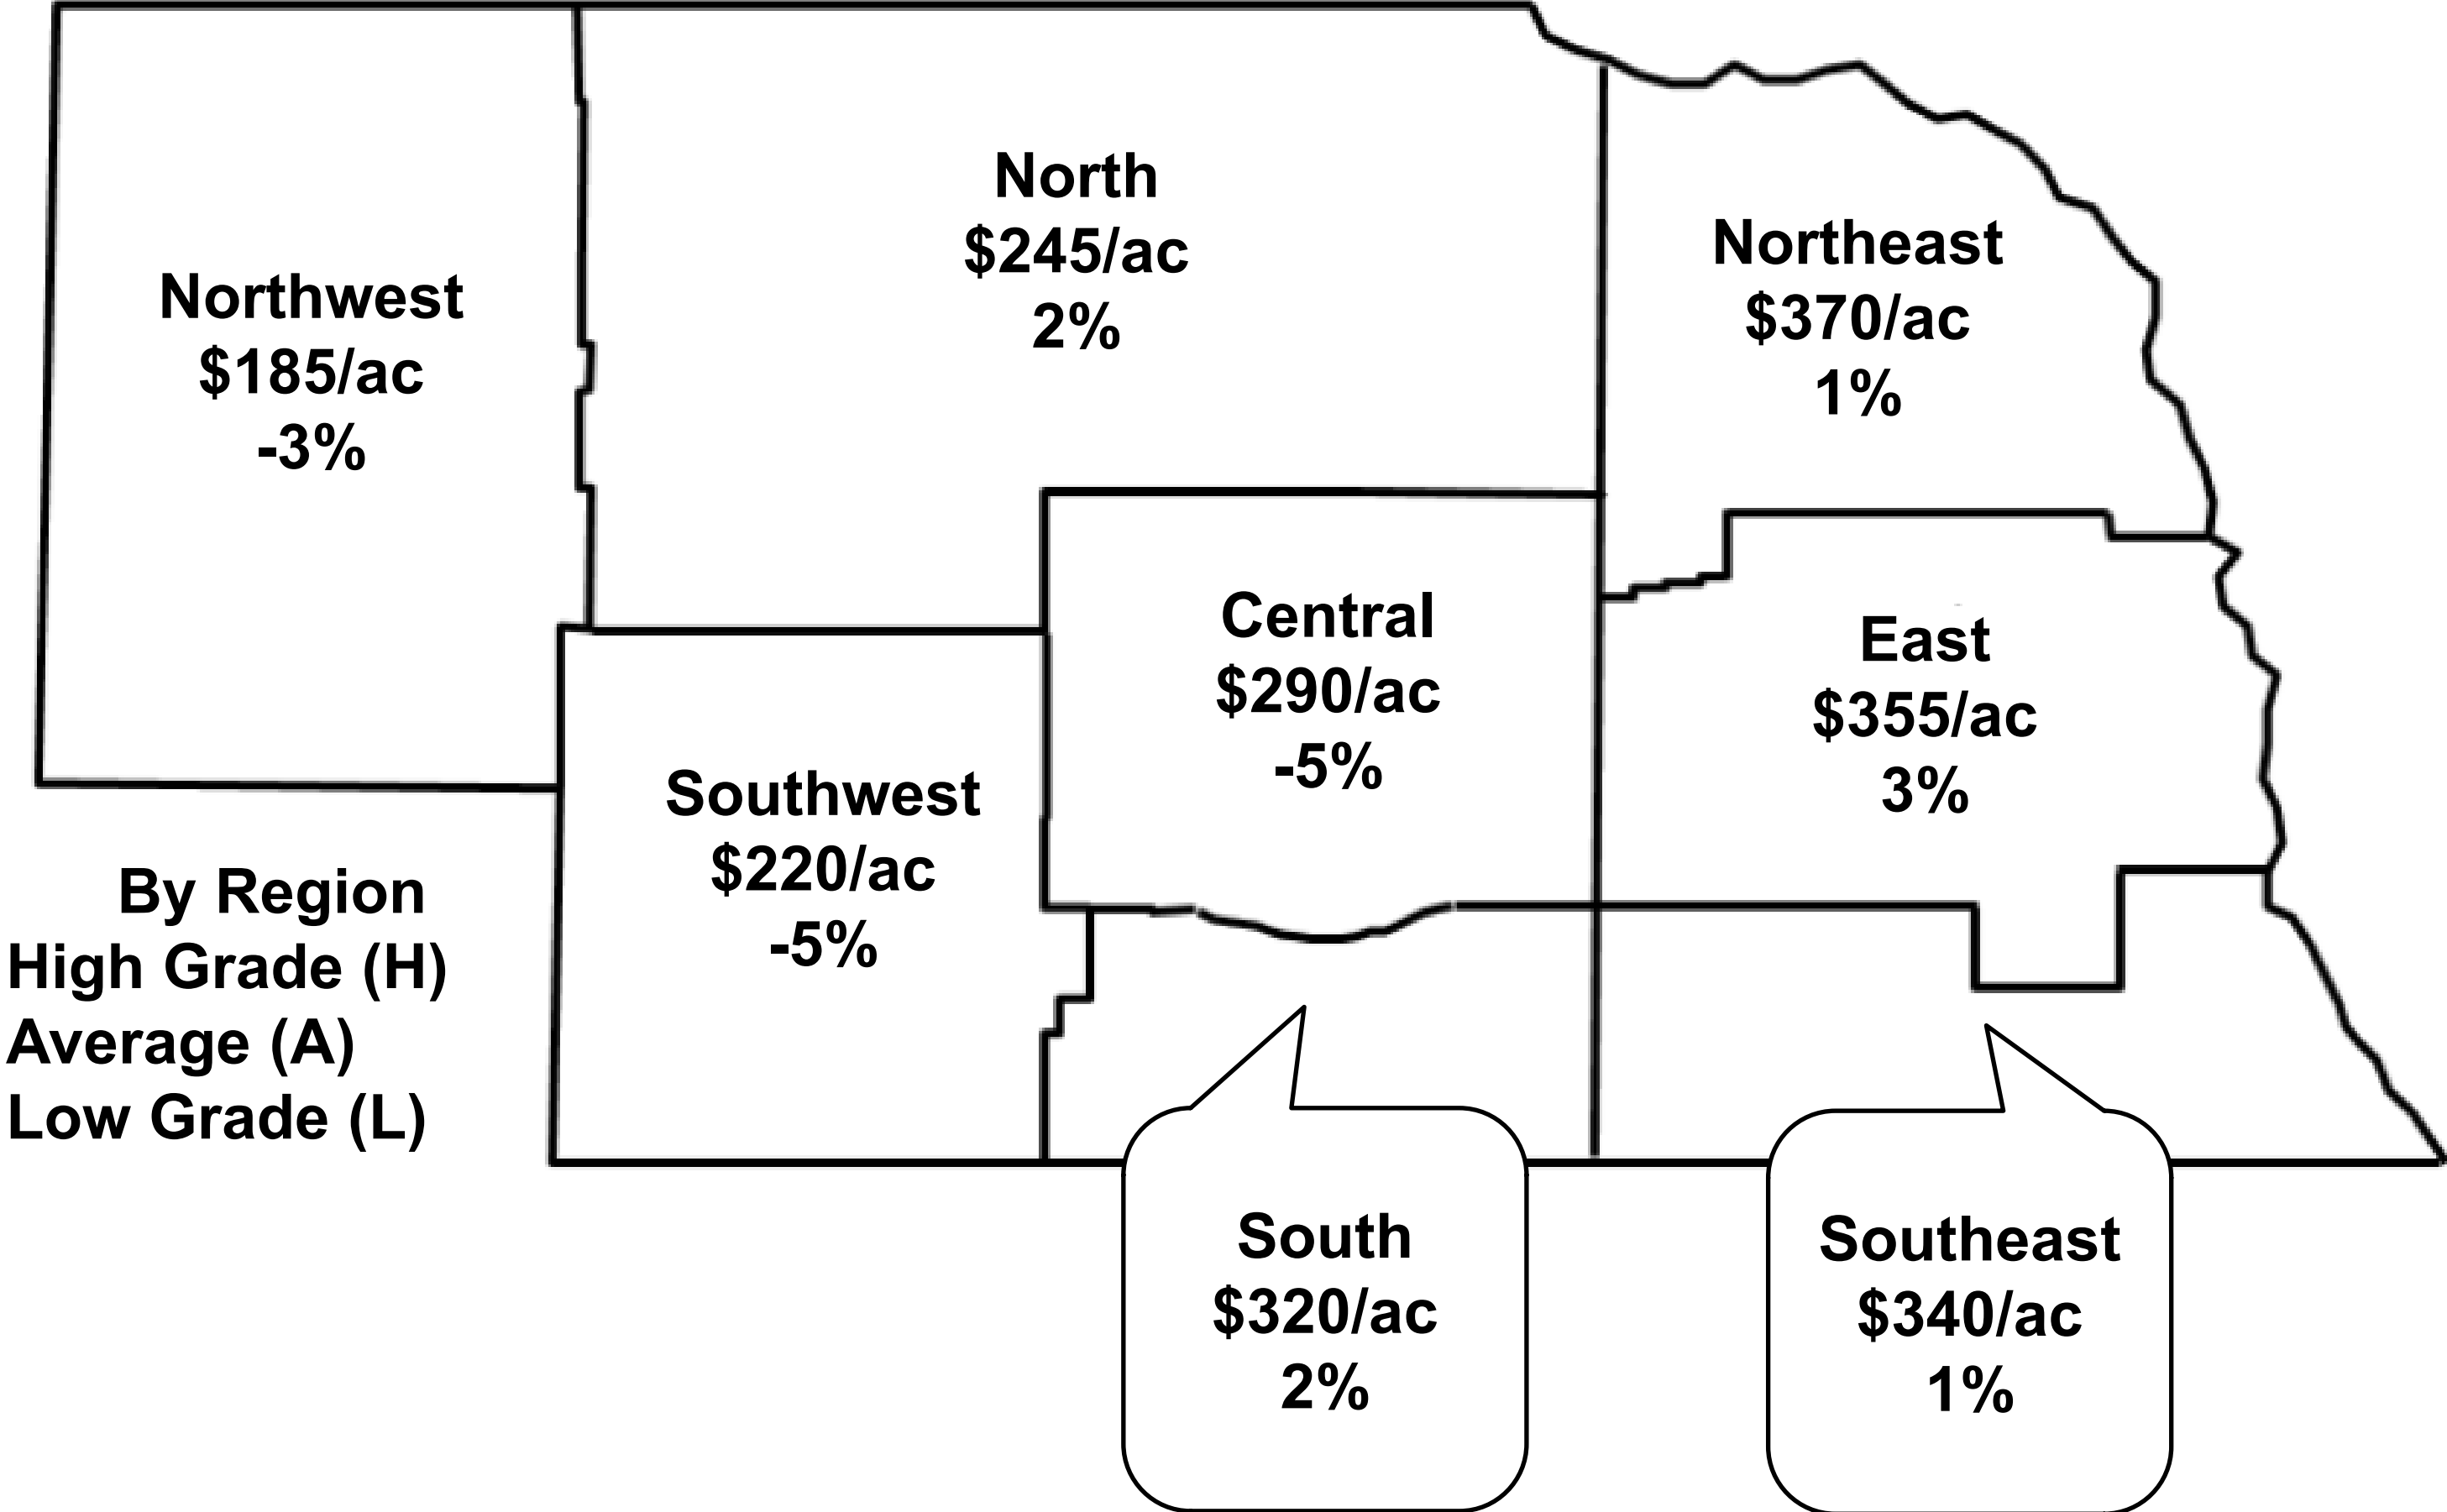 North
$245/ac
2%
Northeast
$370/ac
1%
Northwest
$185/ac
-3%
Central
$290/ac
-5%
East
$355/ac
3%
Southwest
$220/ac
-5%
By Region
High Grade (H)
Average (A)
Low Grade (L)
South
$320/ac
2%
Southeast
$340/ac
1%